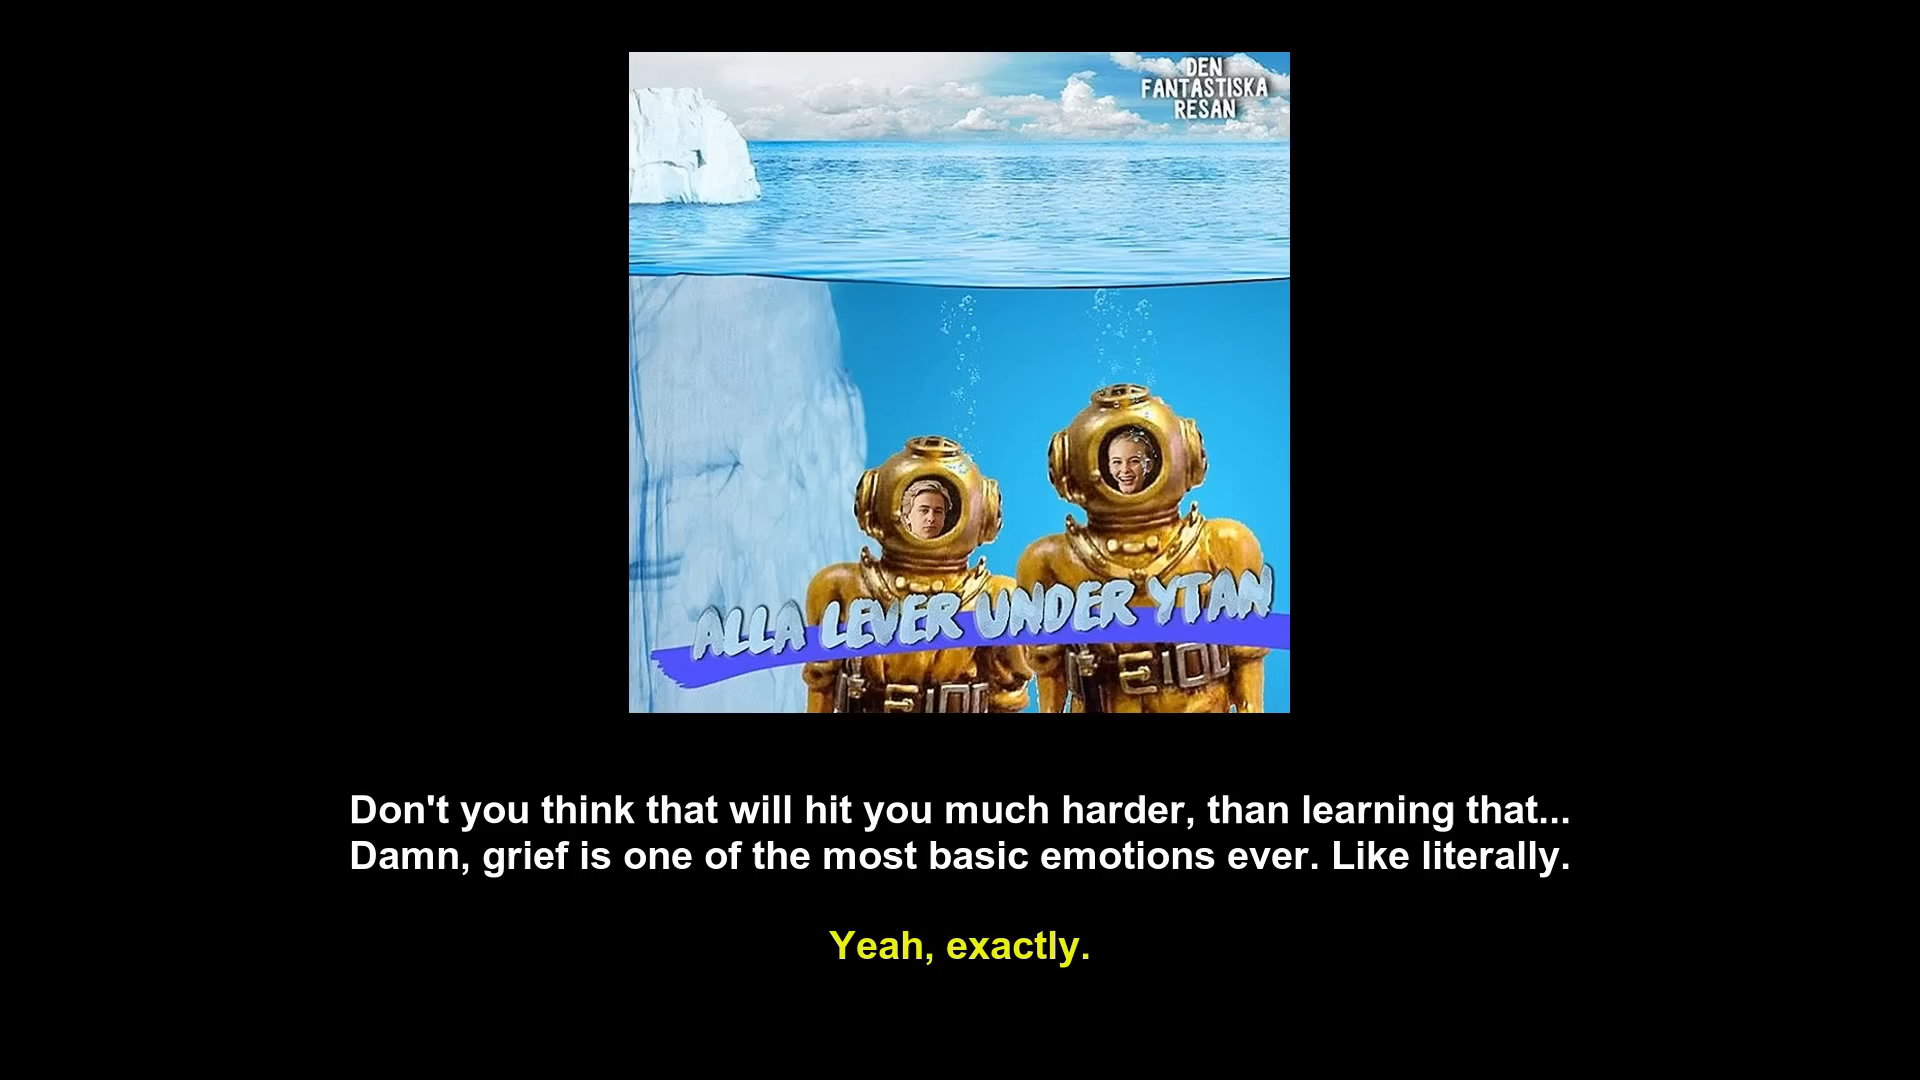 DEN
FANTASTISKA
RESAN
ALLA LEVER UNDER YTAN
Don't you think that will hit you much harder, than learning that...
Damn, grief is one of the most basic emotions ever. Like literally.
Yeah, exactly.